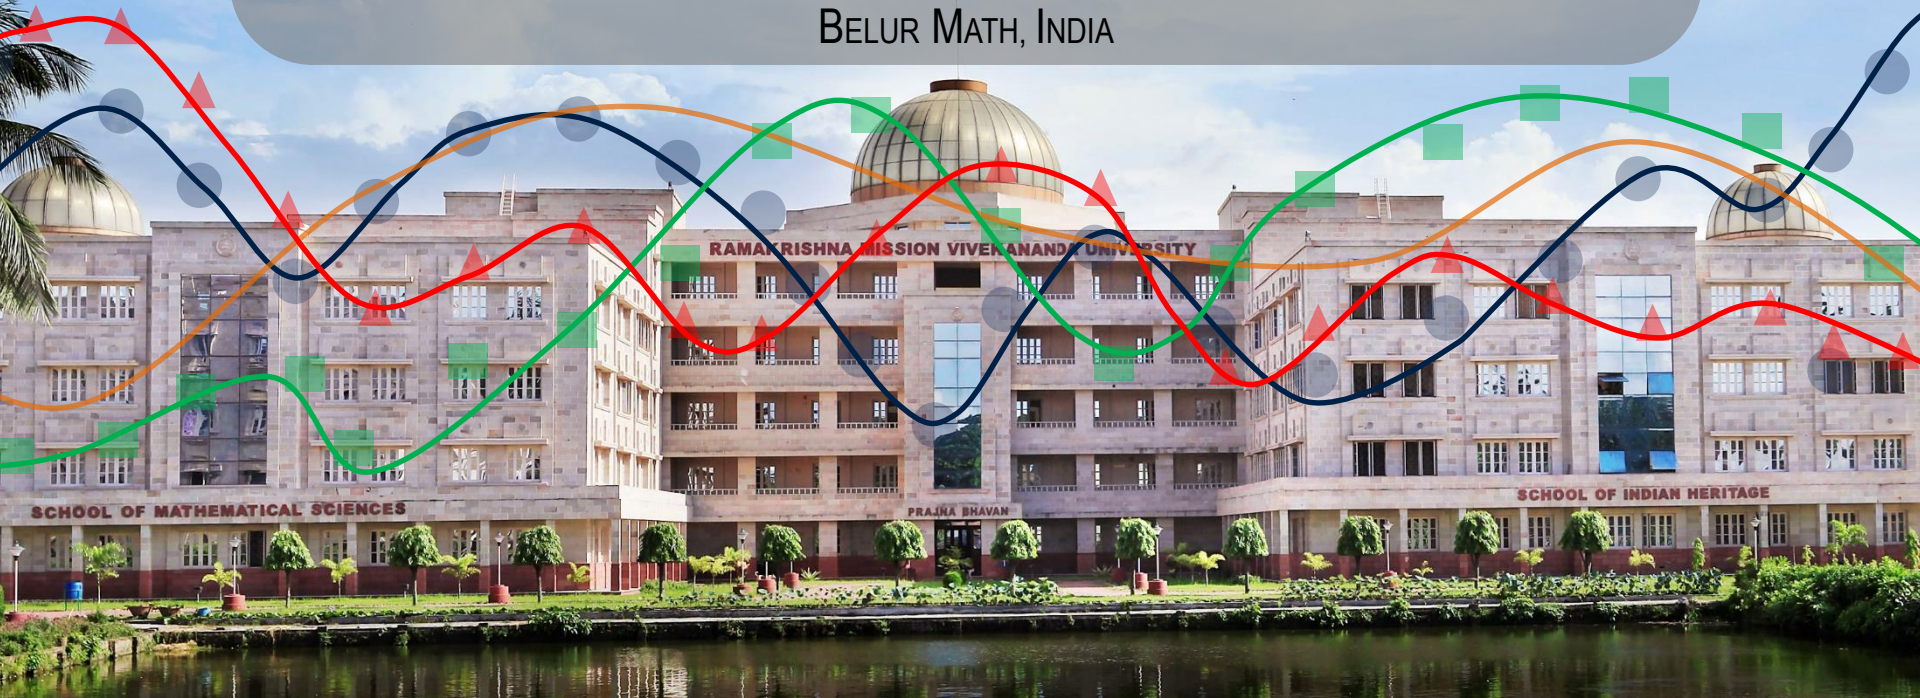 BELUR MATH, INDIA
RAMAKRISHNA MISSION VIVEKANANDA UNIVERSITY
SCHOOL OF MATHEMATICAL SCIENCES
PRAJNA BHAVAN
SCHOOL OF INDIAN HERITAGE